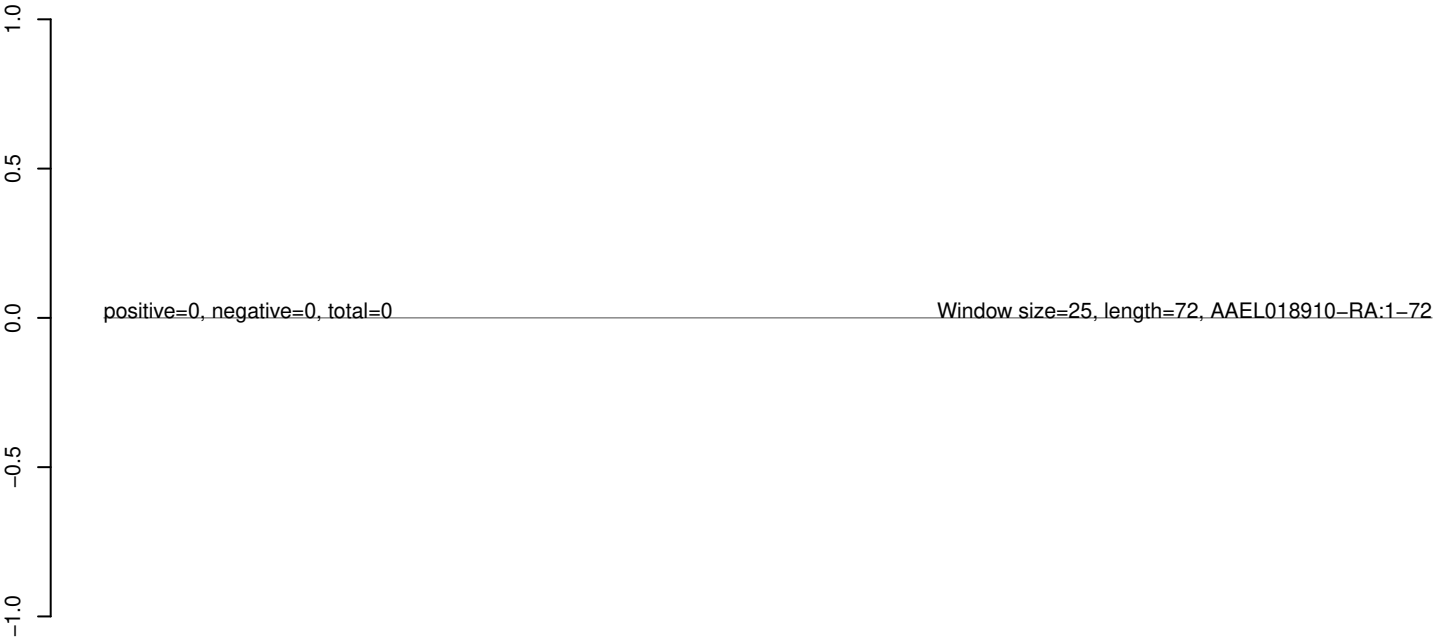 1.0
0.5
0.0
−0.5
−1.0
positive=0, negative=0, total=0
Window size=25, length=72, AAEL018910−RA:1−72